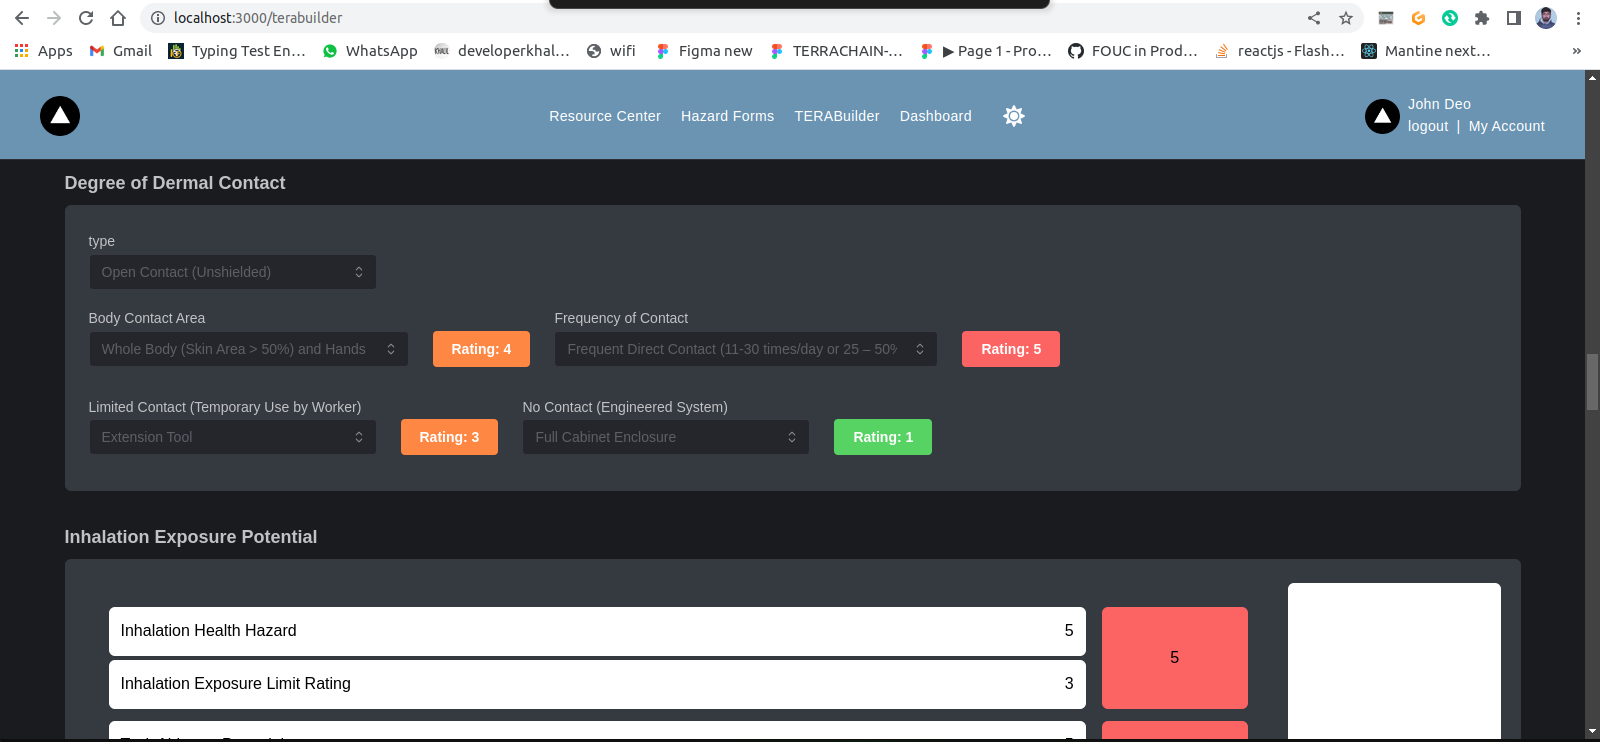 localhost:3000/terabuilder
Apps Gmail Typing Test En... WhatsApp developerkhal... wifi Figma new TERRACHAIN-... ▶ Page 1 - Pro... FOUC in Prod... reactjs - Flash... Mantine next... »
Resource Center Hazard Forms TERABuilder Dashboard
John Deo
logout | My Account
Degree of Dermal Contact
type
Open Contact (Unshielded)
Body Contact Area Frequency of Contact
Whole Body (Skin Area > 50%) and Hands Rating: 4 Frequent Direct Contact (11-30 times/day or 25 – 50% Rating: 5
Limited Contact (Temporary Use by Worker) No Contact (Engineered System)
Extension Tool Rating: 3 Full Cabinet Enclosure Rating: 1
Inhalation Exposure Potential
Inhalation Health Hazard 5
5
Inhalation Exposure Limit Rating 3